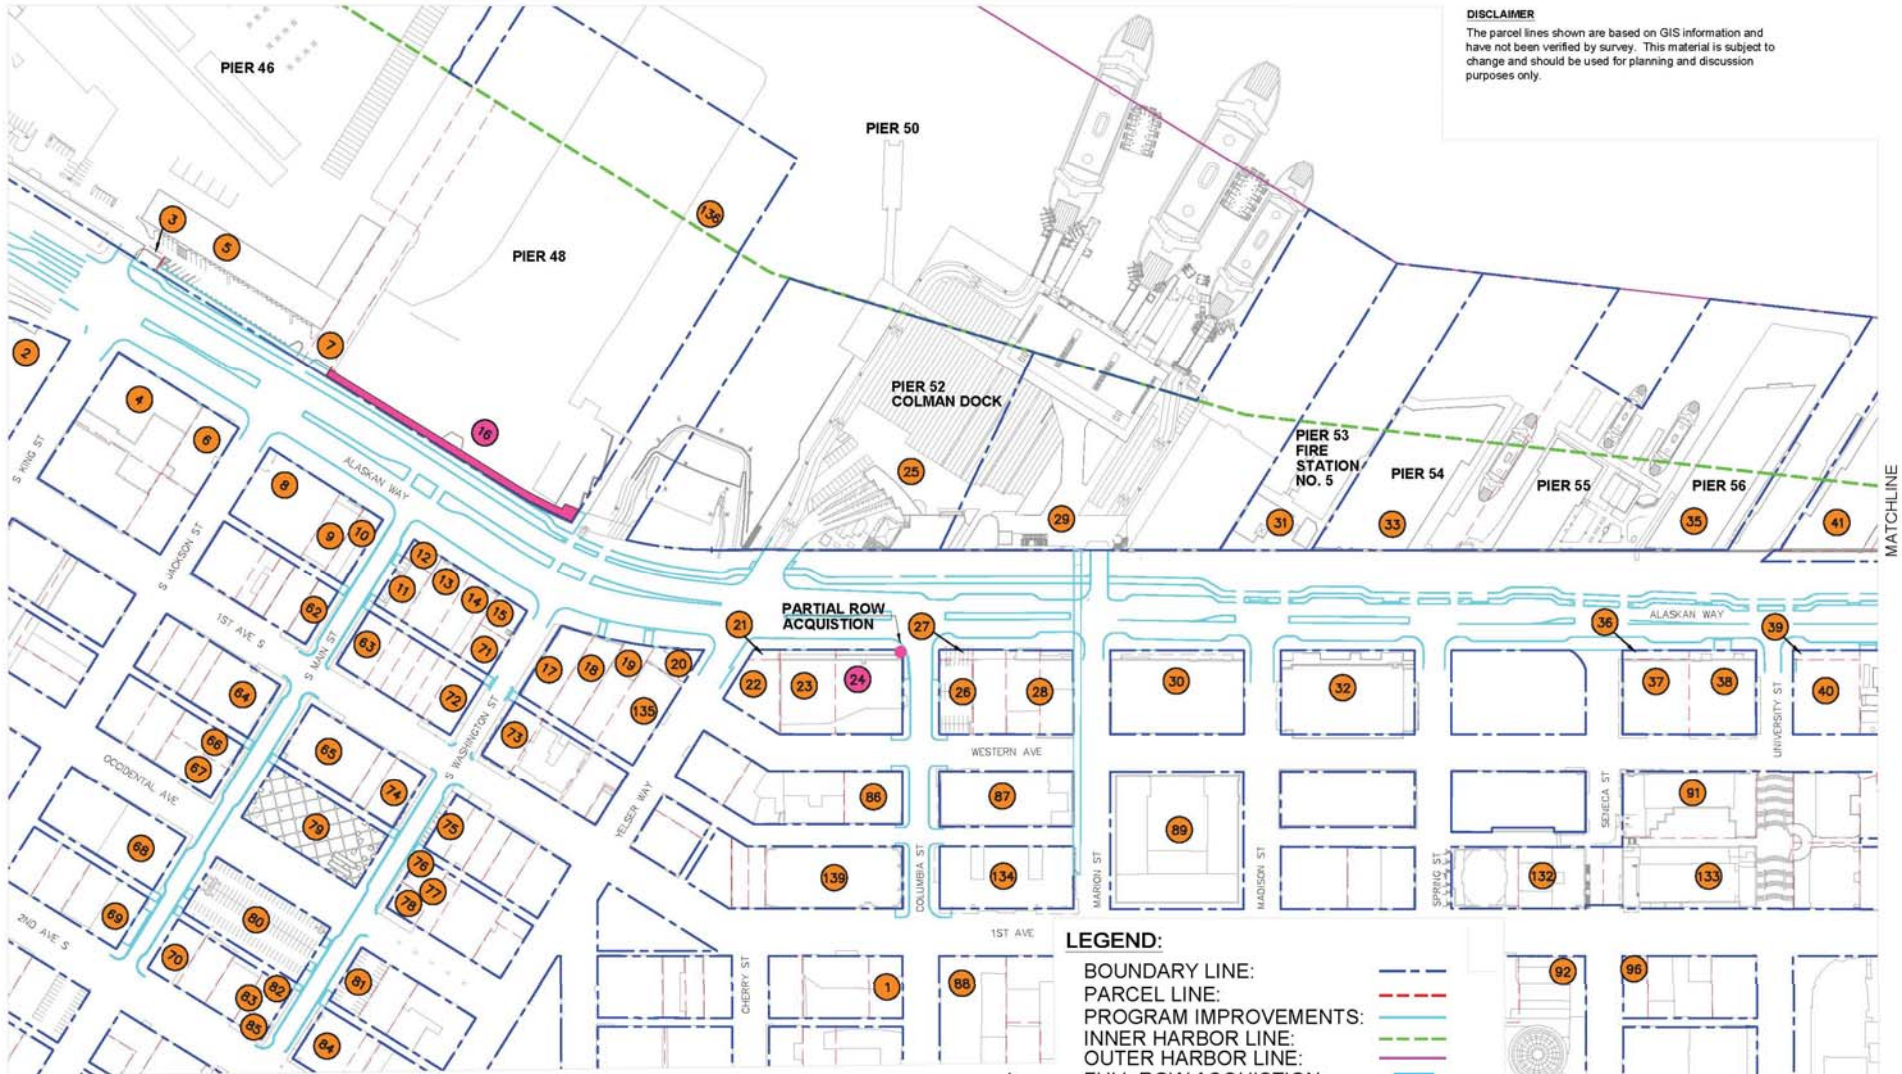 DISCLAIMER
The parcel lines shown are based on GIS information and
have not been verified by survey. This material is subject to
change and should be used for planning and discussion
purposes only.
PIER 46
PIER 50
136
3
5
PIER 48
7
2
PIER 52
COLMAN DOCK
4
6
16
PIER 53
FIRE
STATION
NO. 5
PIER 54
PIER 55
PIER 56
25
29
31
33
35
41
MATCHLINE
S KING ST
ALASKAN WAY
8
9
10
S JACKSON ST
12
11
13
14
15
62
PARTIAL ROW
ACQUISTION
21
27
36
39
ALASKAN WAY
1ST AVE S
S MAIN ST
63
71
17
18
19
20
22
23
24
26
28
30
32
37
38
UNIVERSITY ST
40
64
72
135
66
65
S WASHINGTON ST
73
WESTERN AVE
67
OCCIDENTAL AVE
74
YELSER WAY
86
87
89
SENECA ST
91
79
75
68
76
77
78
139
COLUMBIA ST
134
MARION ST
MADISON ST
SPRING ST
132
133
69
80
2ND AVE S
1ST AVE
70
81
83
82
85
84
CHERRY ST
1
88
92
96
LEGEND:
BOUNDARY LINE:
PARCEL LINE:
PROGRAM IMPROVEMENTS:
INNER HARBOR LINE:
OUTER HARBOR LINE:
FULL ROW ACQUISTION